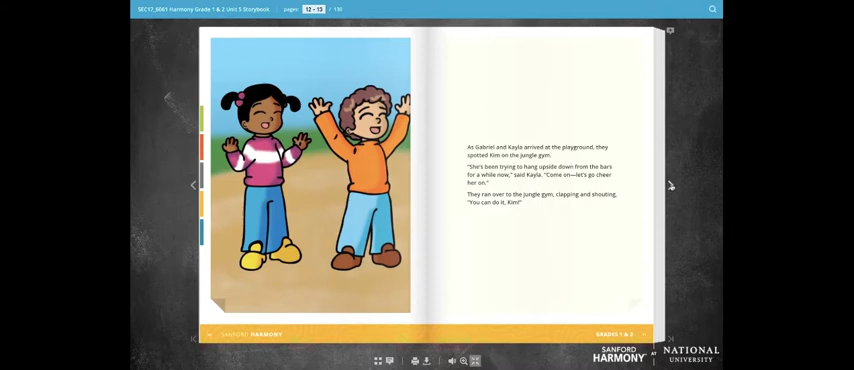 SEC17_6061 Harmony Grade 1 & 2 Unit 5 Storybook
pages: 12 – 13 / 130
As Gabriel and Kayla arrived at the playground, they
spotted Kim on the jungle gym.
“She’s been trying to hang upside down from the bars
for a while now,” said Kayla. “Come on—let’s go cheer
her on.”
They ran over to the jungle gym, clapping and shouting,
“You can do it, Kim!”
SANFORD HARMONY
GRADES 1 & 2
SANFORD
HARMONY AT NATIONAL
UNIVERSITY